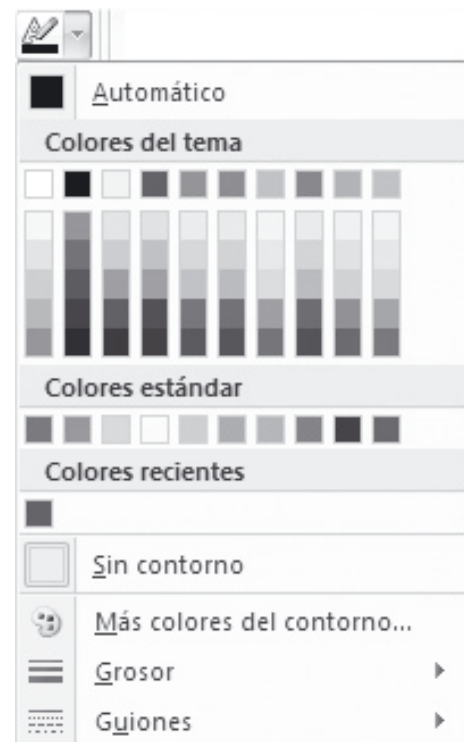 Automático
Colores del tema
Colores estándar
Colores recientes
Sin contorno
Más colores del contorno...
Grosor
Guiones